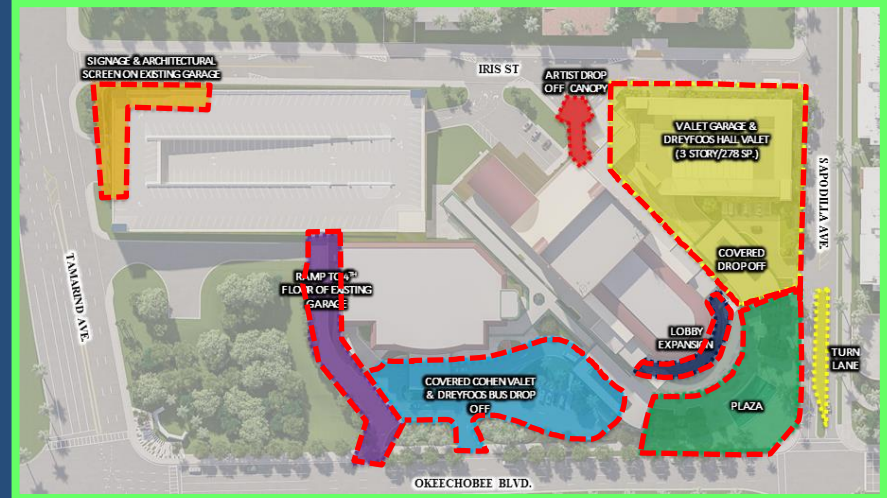 SIGNAGE & ARCHITECTURAL
SCREEN ON EXISTING GARAGE
IRIS ST
ARTIST DROP
OFF CANOPY
VALET GARAGE &
DREYFOOS HALL VALET
(3 STORY/278 SP.)
SAPODILLA AVE.
TAMARIND AVE.
RAMP TO 4TH
FLOOR OF EXISTING
GARAGE
COVERED
DROP OFF
LOBBY
EXPANSION
TURN
LANE
COVERED COHEN VALET
& DREYFOOS BUS DROP
OFF
PLAZA
OKEECHOBEE BLVD.